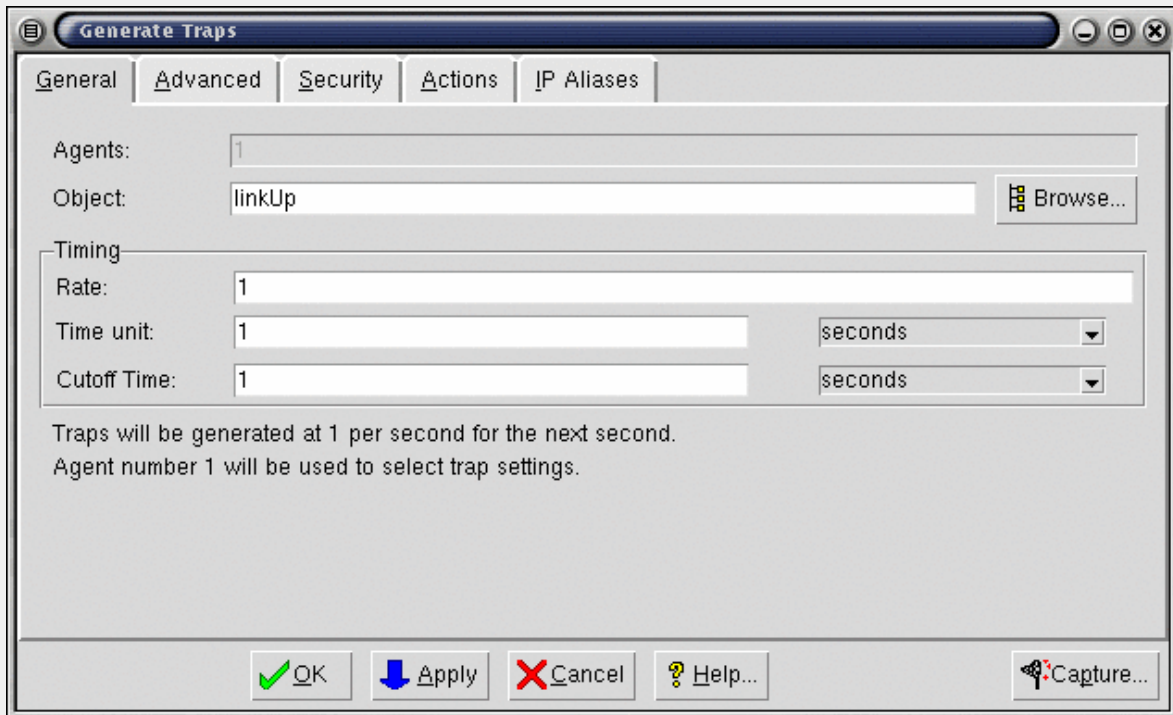 Generate Traps
General Advanced Security Actions IP Aliases
Agents: 1
Object: linkUp Browse...
Timing
Rate: 1
Time unit: 1 seconds
Cutoff Time: 1 seconds
Traps will be generated at 1 per second for the next second.
Agent number 1 will be used to select trap settings.
OK Apply Cancel Help... Capture...